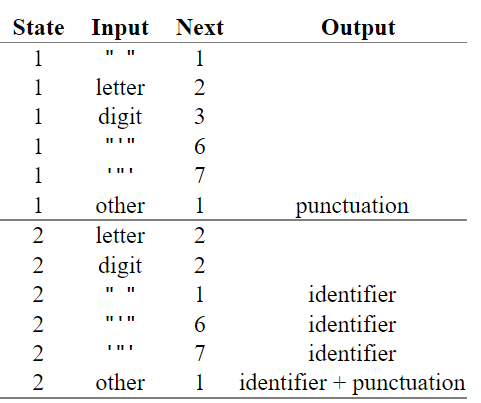 State Input Next Output
1 " " 1
1 letter 2
1 digit 3
1 "'" 6
1 '"' 7
1 other 1 punctuation
2 letter 2
2 digit 2
2 " " 1 identifier
2 "'" 6 identifier
2 '"' 7 identifier
2 other 1 identifier + punctuation